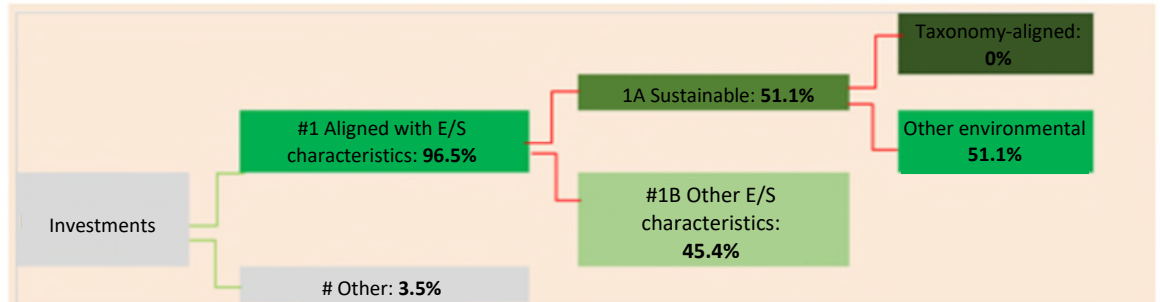 Taxonomy-aligned:
0%
1A Sustainable: 51.1%
#1 Aligned with E/S
characteristics: 96.5%
Other environmental
51.1%
#1B Other E/S
characteristics:
45.4%
Investments
# Other: 3.5%